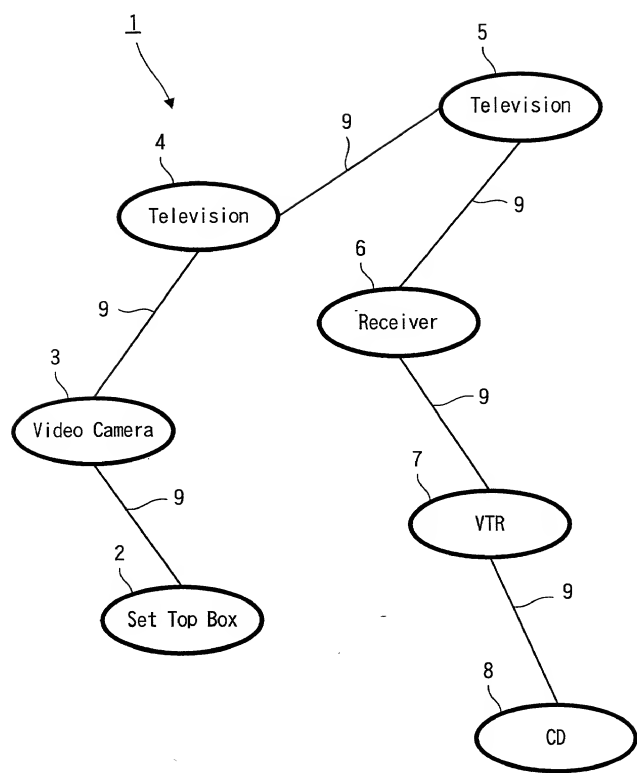 1
5
Television
9
4
Television
9
6
Receiver
9
3
Video Camera
9
7
VTR
9
2
Set Top Box
9
8
CD